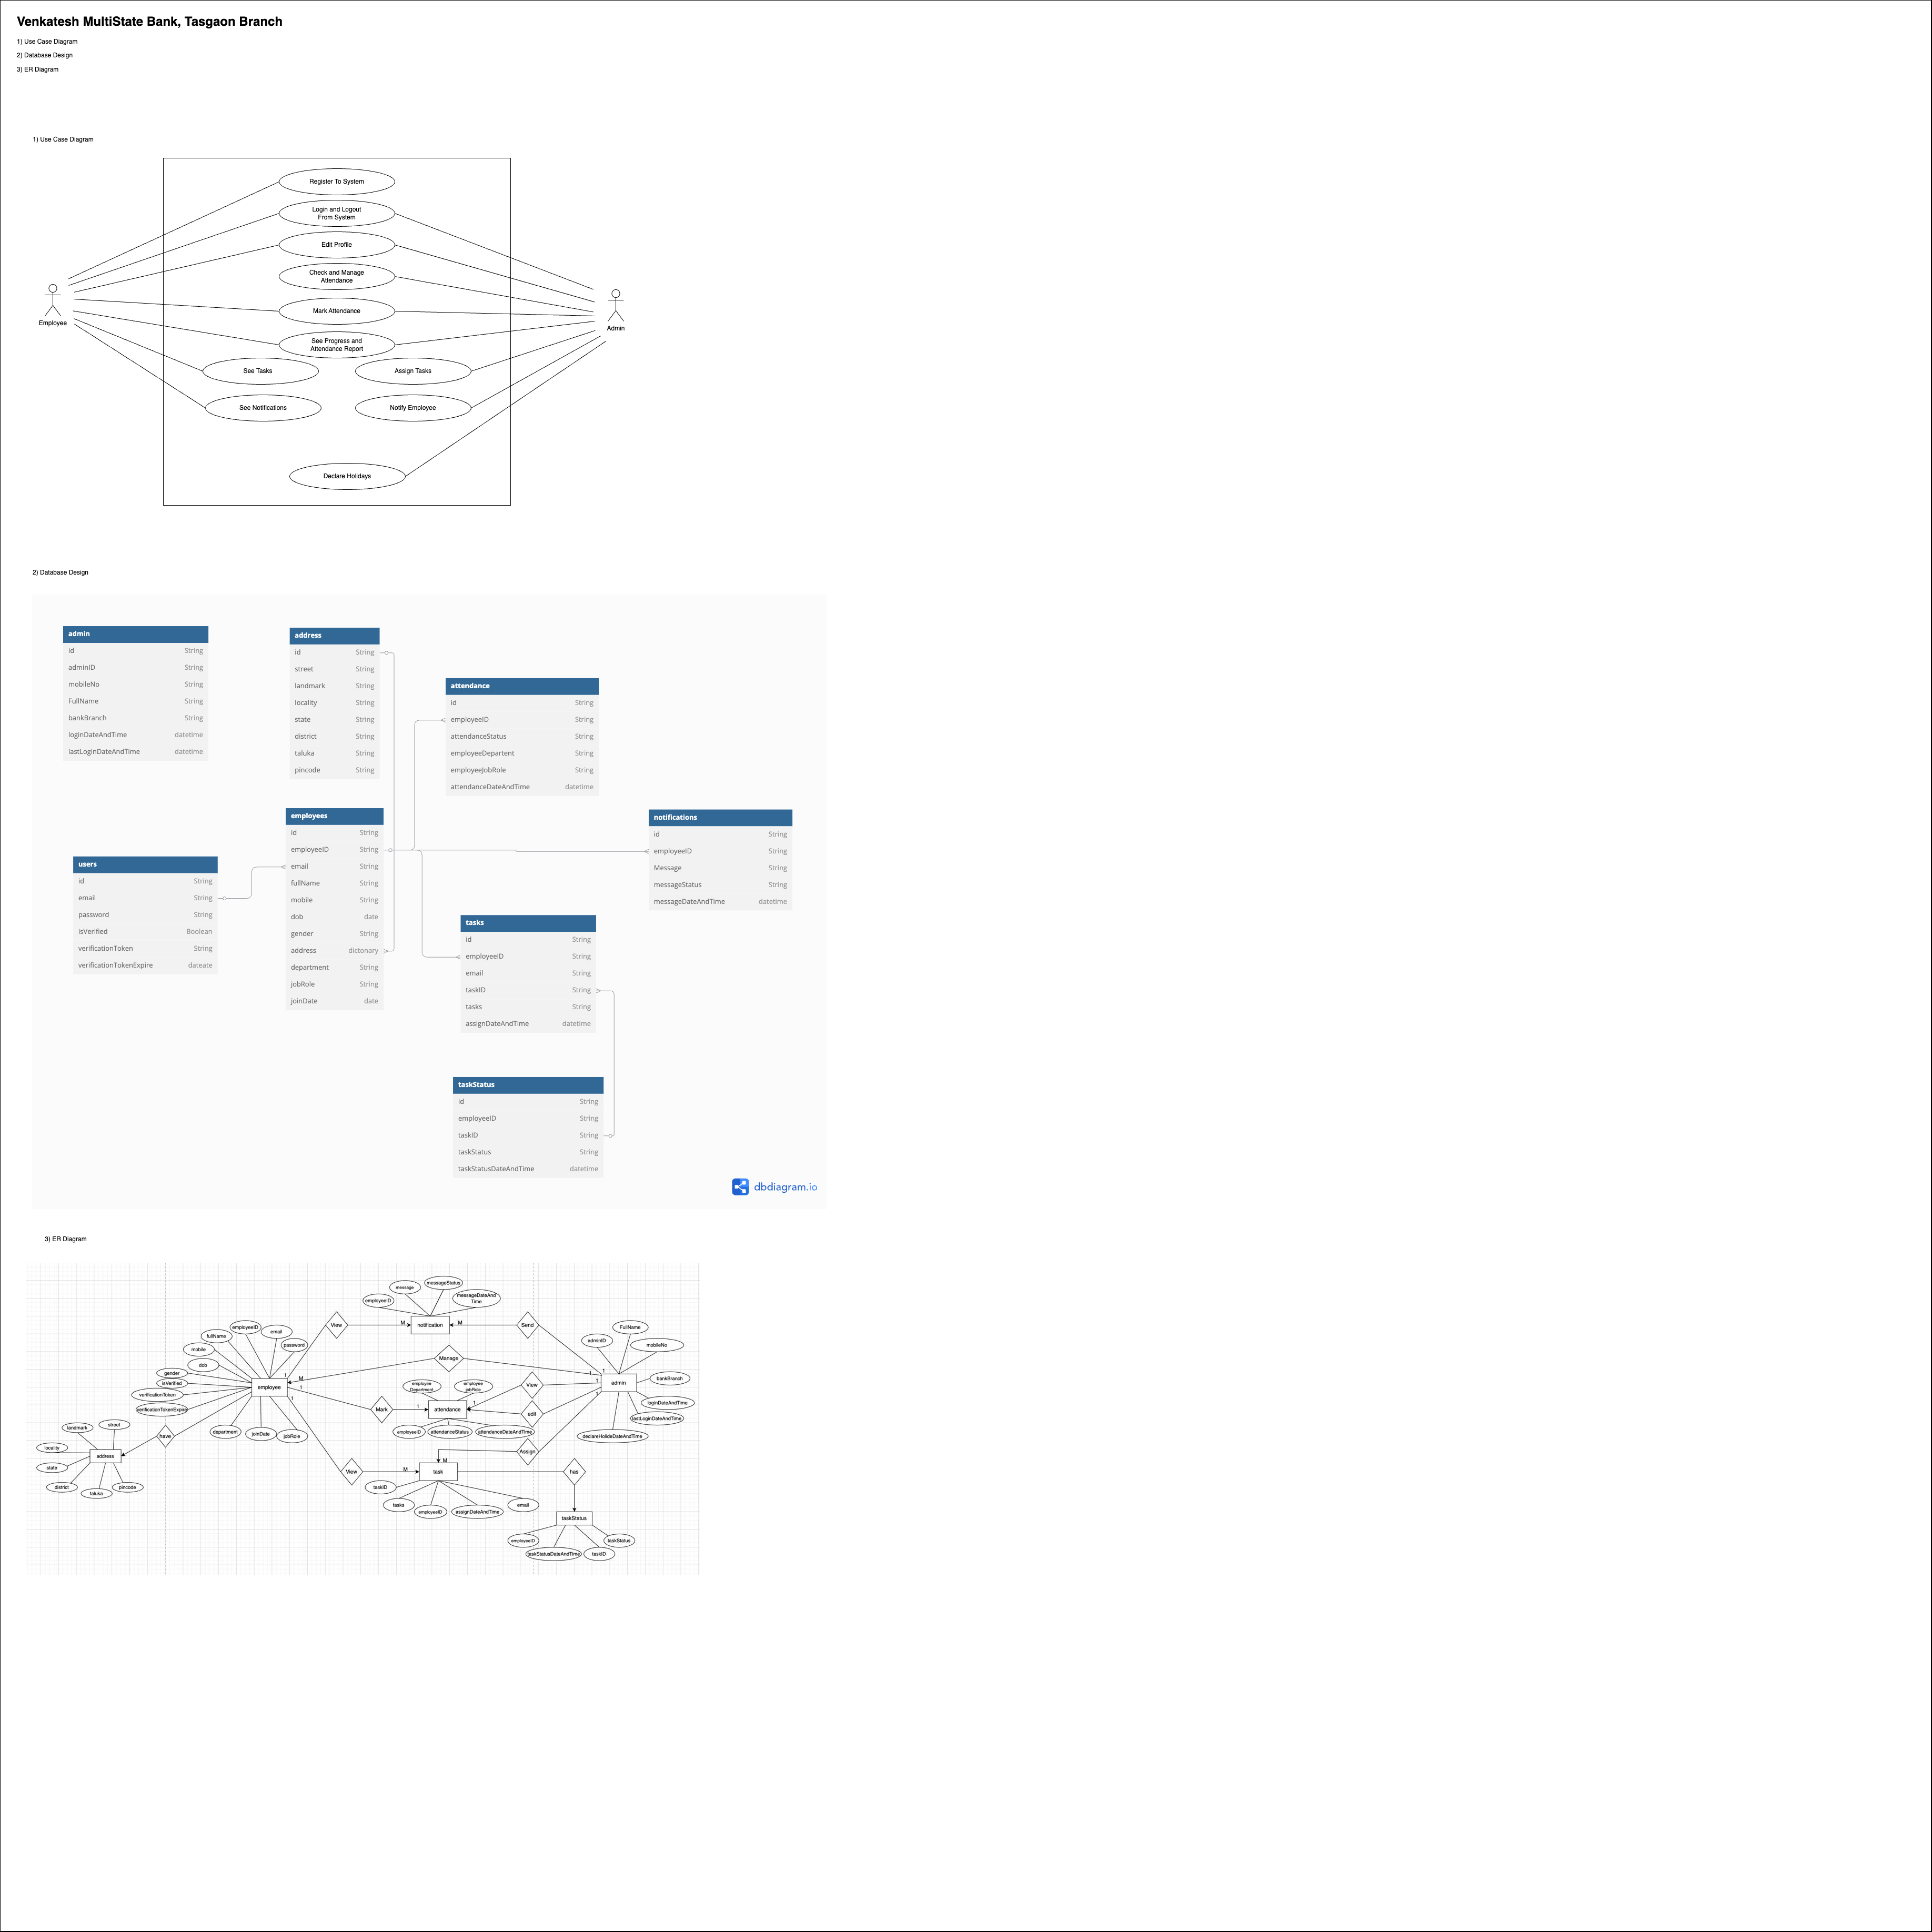 Venkatesh MultiState Bank, Tasgaon Branch
1) Use Case Diagram
2) Database Design
3) ER Diagram
1) Use Case Diagram
Register To System
Login and Logout
From System
Edit Profile
Check and Manage
Attendance
Mark Attendance
See Progress and
Attendance Report
See Tasks
Assign Tasks
See Notifications
Notify Employee
Declare Holidays
Employee
Admin
2) Database Design
admin
id String
adminID String
mobileNo String
FullName String
bankBranch String
loginDateAndTime datetime
lastLoginDateAndTime datetime
address
id String
street String
landmark String
locality String
state String
district String
taluka String
pincode String
attendance
id String
employeeID String
attendanceStatus String
employeeDepartent String
employeeJobRole String
attendanceDateAndTime datetime
employees
id String
employeeID String
email String
fullName String
mobile String
dob date
gender String
address dictonary
department String
jobRole String
joinDate date
notifications
id String
employeeID String
Message String
messageStatus String
messageDateAndTime datetime
users
id String
email String
password String
isVerified Boolean
verificationToken String
verificationTokenExpire dateate
tasks
id String
employeeID String
email String
taskID String
tasks String
assignDateAndTime datetime
taskStatus
id String
employeeID String
taskID String
taskStatus String
taskStatusDateAndTime datetime
dbdiagram.io
3) ER Diagram
messageStatus
message
messageDateAnd
Time
employeeID
View
M
notification
M
Send
employeeID
email
fullName
password
mobile
dob
gender
isVerified
verificationToken
verificationTokenExpire
employee
1
M
1
1
Manage
FullName
adminID
mobileNo
admin
1
1
1
1
bankBranch
loginDateAndTime
lastLoginDateAndTime
declareHolideDateAndTime
employee
Department
employee
jobRole
View
1
Mark
1
attendance
edit
employeeID
attendanceStatus
attendanceDateAndTime
department
joinDate
jobRole
have
street
landmark
locality
address
state
district
taluka
pincode
Assign
M
View
M
task
has
taskID
tasks
employeeID
assignDateAndTime
email
taskStatus
employeeID
taskStatus
taskStatusDateAndTime
taskID